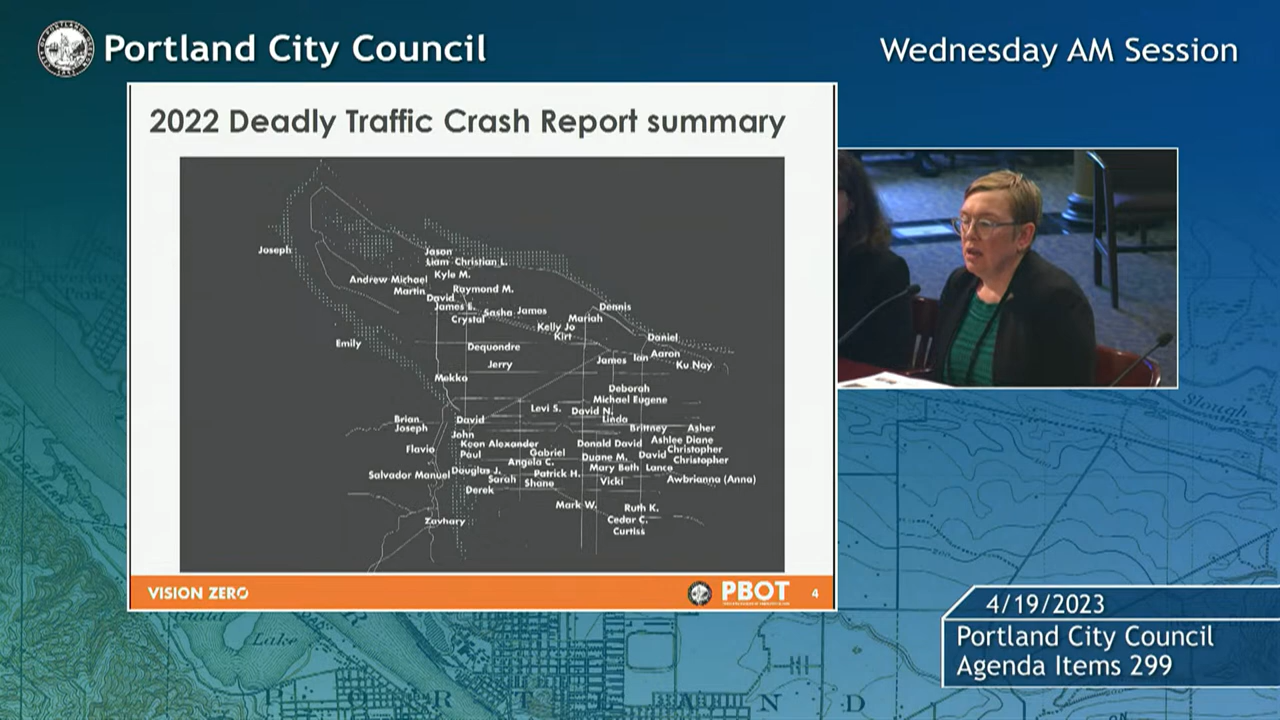 Portland City Council
Wednesday AM Session
2022 Deadly Traffic Crash Report summary
Joseph
Jason
Liam Christian L.
Kyle M.
Andrew Michael
Raymond M.
Martin
David
James E.
Sasha James
Crystal
Dennis
Mariah
Kelly Jo
Kirt
Daniel
Emily
Dequondre
Aaron
James Ian
Jerry
Ku Nay
Mekko
Deborah
Michael Eugene
Levi S. David N.
Linda
Brian
Joseph
David
Brittney Asher
John
Ashlee Diane
Keon Alexander
Donald David
Christopher
Flavio
Paul
Gabriel
Duane M. David
Christopher
Angela C.
Mary Beth Lance
Salvador Manuel Douglas J.
Patrick H.
Sarah
Shane
Vicki
Awbrianna (Anna)
Derek
Mark W.
Ruth K.
Zavhary
Cedar C.
Curtiss
VISION ZERO
PBOT
4
4/19/2023
Portland City Council
Agenda Items 299
Slough
Guild
Lake